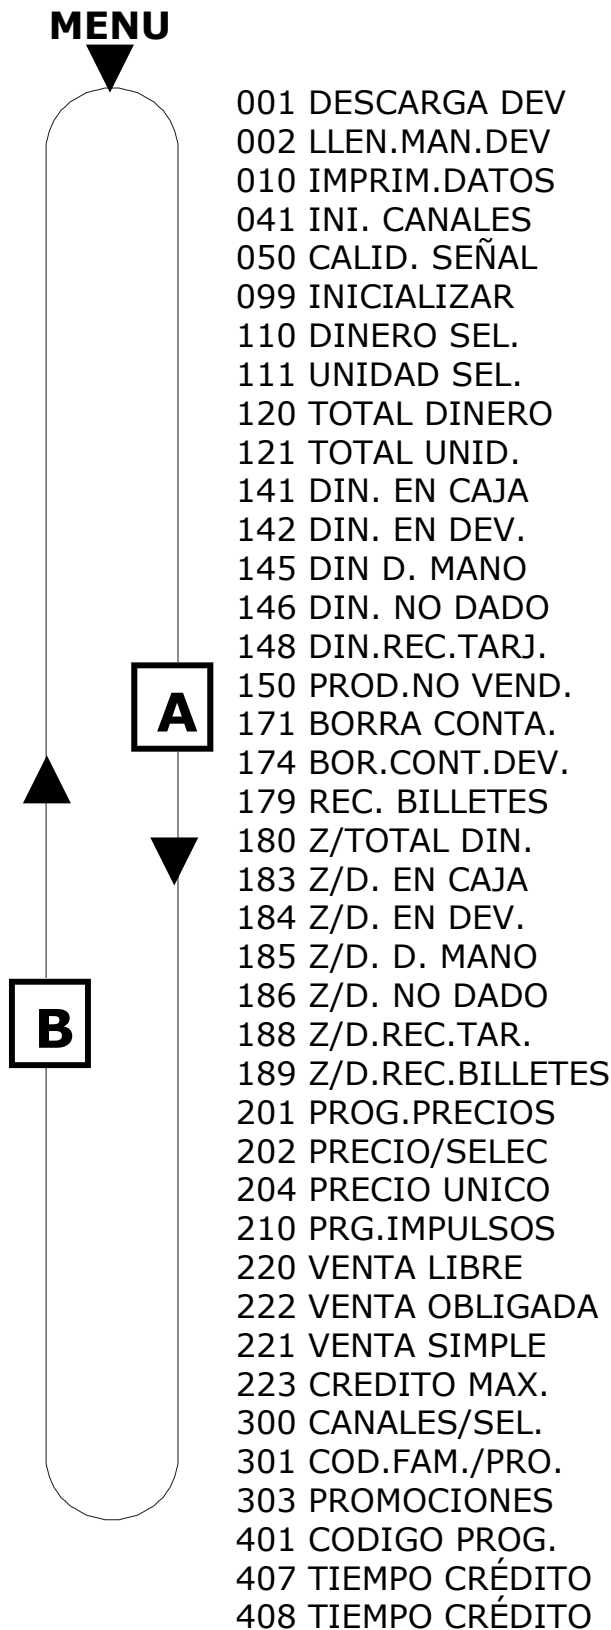 MENU
001 DESCARGA DEV
002 LLEN.MAN.DEV
010 IMPRIM.DATOS
041 INI. CANALES
050 CALID. SEÑAL
099 INICIALIZAR
110 DINERO SEL.
111 UNIDAD SEL.
120 TOTAL DINERO
121 TOTAL UNID.
141 DIN. EN CAJA
142 DIN. EN DEV.
145 DIN D. MANO
146 DIN. NO DADO
148 DIN.REC.TARJ.
150 PROD.NO VEND.
A
171 BORRA CONTA.
174 BOR.CONT.DEV.
179 REC. BILLETES
180 Z/TOTAL DIN.
183 Z/D. EN CAJA
184 Z/D. EN DEV.
185 Z/D. D. MANO
186 Z/D. NO DADO
B
188 Z/D.REC.TAR.
189 Z/D.REC.BILLETES
201 PROG.PRECIOS
202 PRECIO/SELEC
204 PRECIO UNICO
210 PRG.IMPULSOS
220 VENTA LIBRE
222 VENTA OBLIGADA
221 VENTA SIMPLE
223 CREDITO MAX.
300 CANALES/SEL.
301 COD.FAM./PRO.
303 PROMOCIONES
401 CODIGO PROG.
407 TIEMPO CRÉDITO
408 TIEMPO CRÉDITO